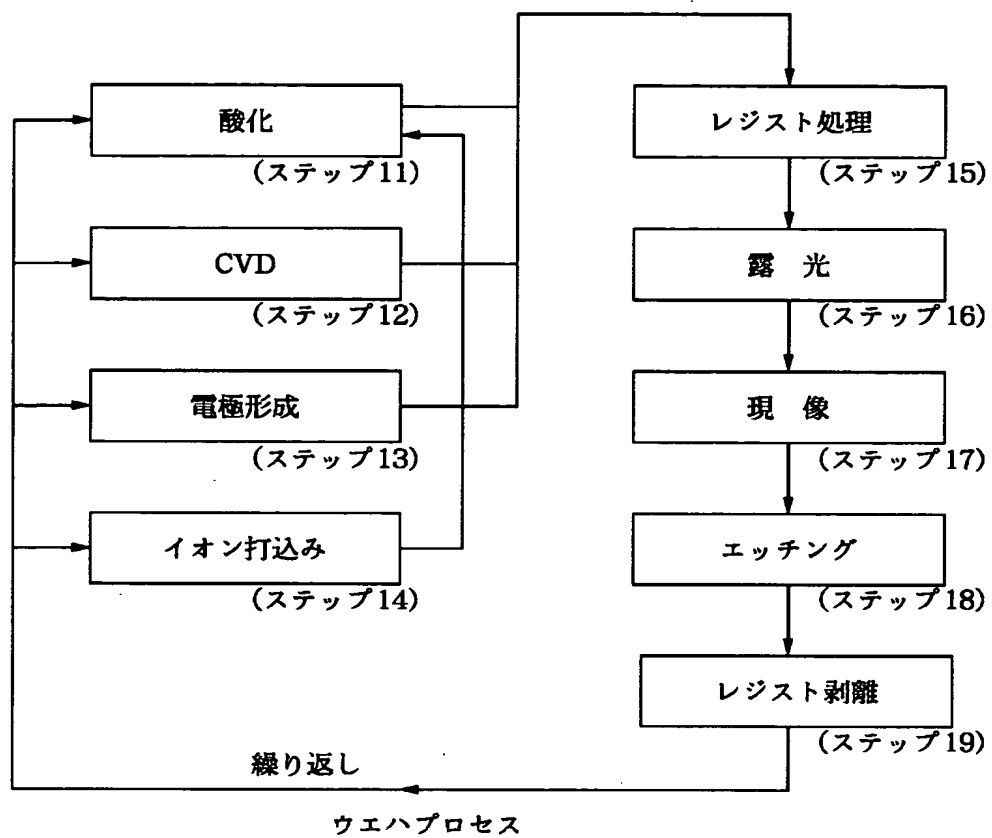 酸化
(ステップ11)
CVD
(ステップ12)
電極形成
(ステップ13)
イオン打込み
(ステップ14)
レジスト処理
(ステップ15)
露 光
(ステップ16)
現 像
(ステップ17)
エッチング
(ステップ18)
レジスト剥離
(ステップ19)
繰り返し
ウエハプロセス